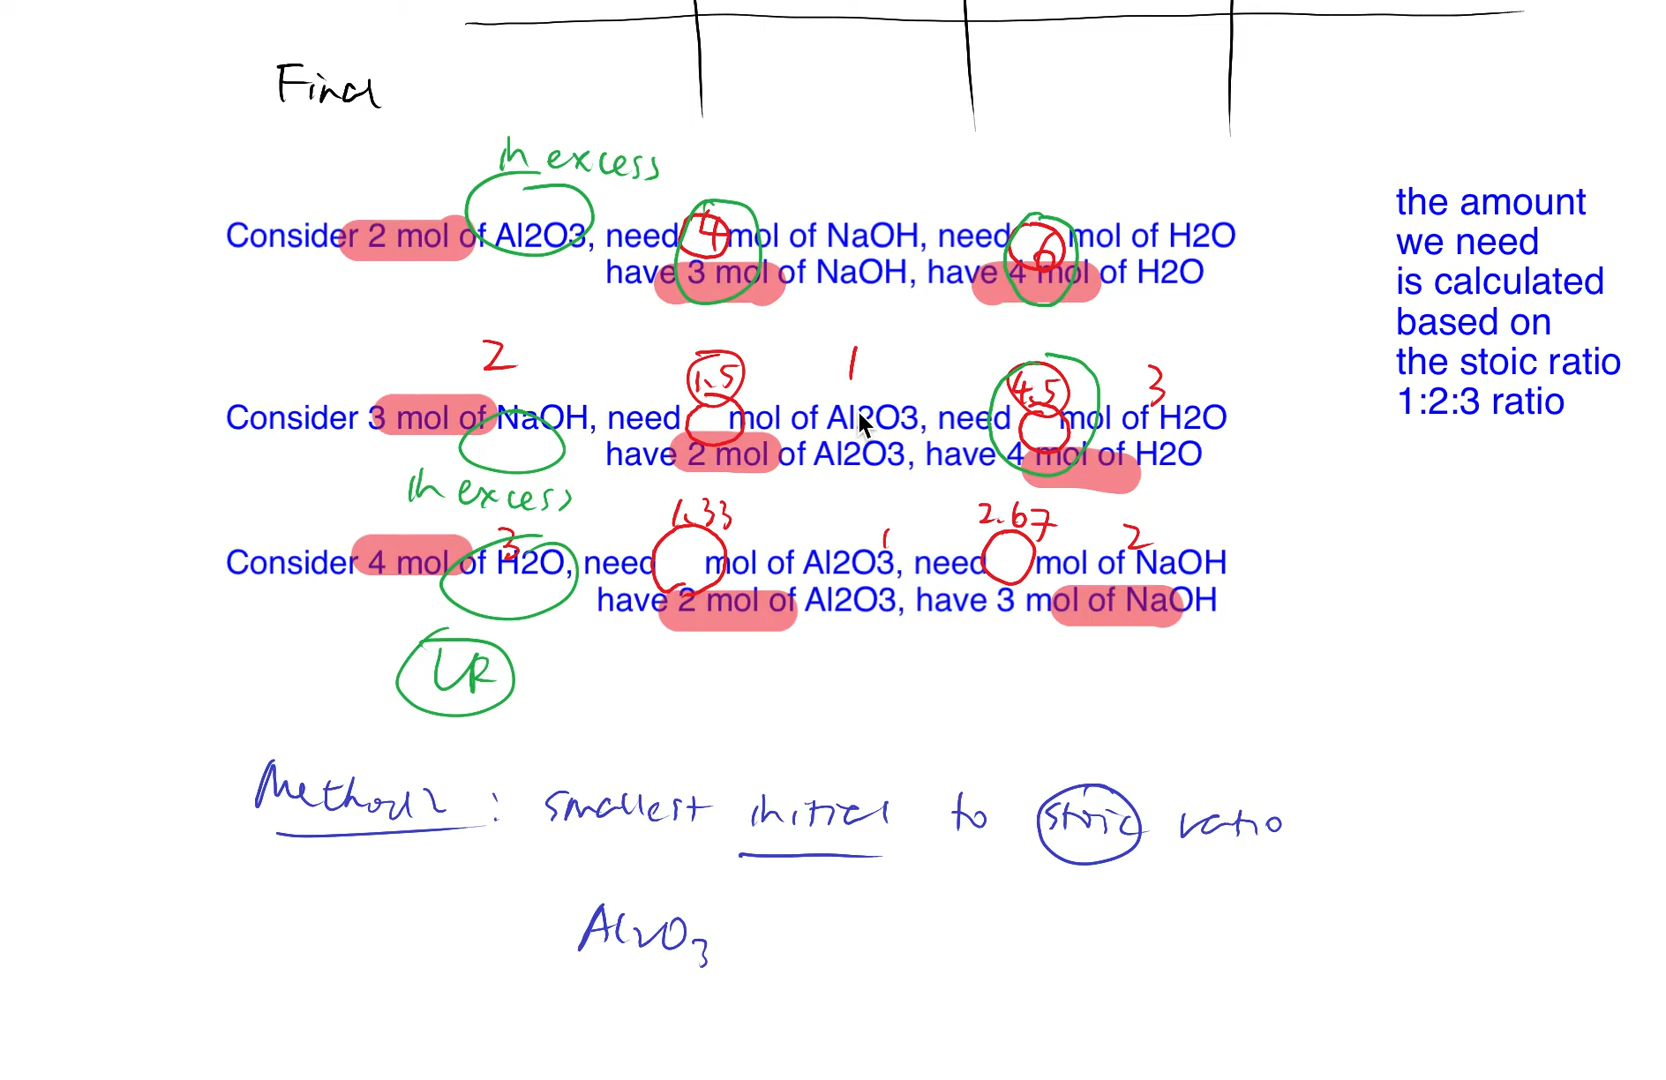 Final
in excess
Consider 2 mol of Al2O3, need 4 mol of NaOH, need 6 mol of H2O
have 3 mol of NaOH, have 4 mol of H2O
the amount
we need
is calculated
based on
the stoic ratio
1:2:3 ratio
2 1.5 1 4.5 3
Consider 3 mol of NaOH, need mol of Al2O3, need mol of H2O
have 2 mol of Al2O3, have 4 mol of H2O
in excess
3 1.33 1 2.67 2
Consider 4 mol of H2O, need mol of Al2O3, need mol of NaOH
have 2 mol of Al2O3, have 3 mol of NaOH
LR
Method 2 : smallest initial to stoic ratio
Al2O3